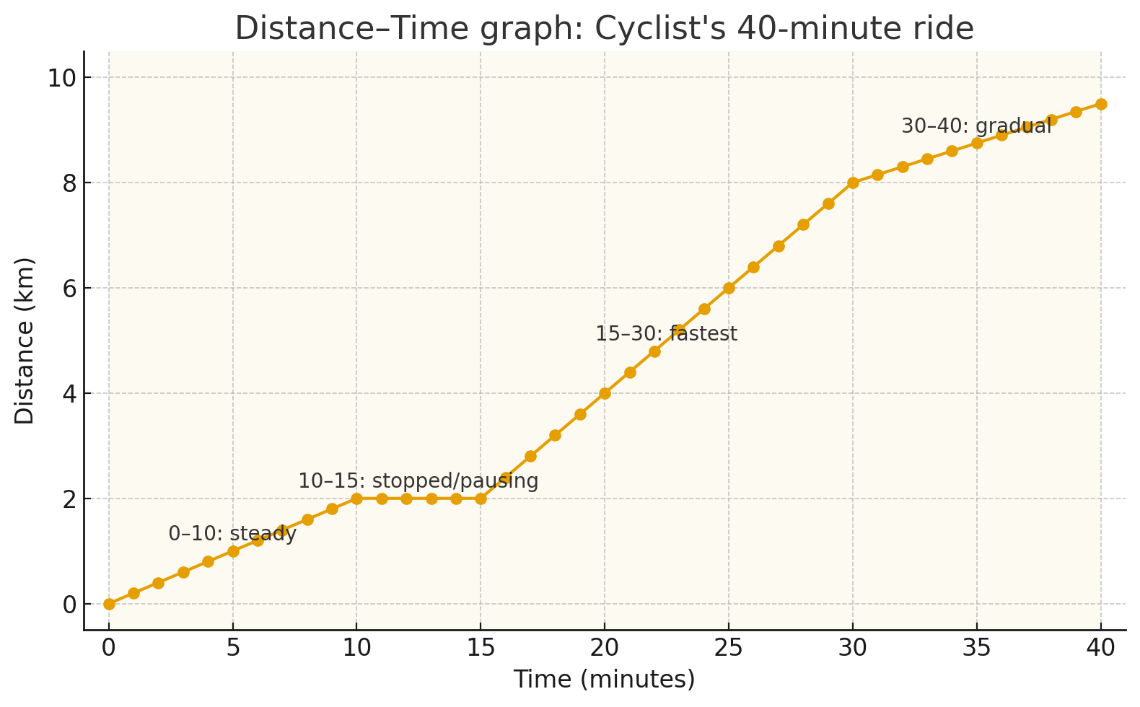 Distance–Time graph: Cyclist's 40-minute ride
10
30–40: gradual
8
6
15–30: fastest
Distance (km)
4
10–15: stopped/pausing
2
0–10: steady
0
0 5 10 15 20 25 30 35 40
Time (minutes)